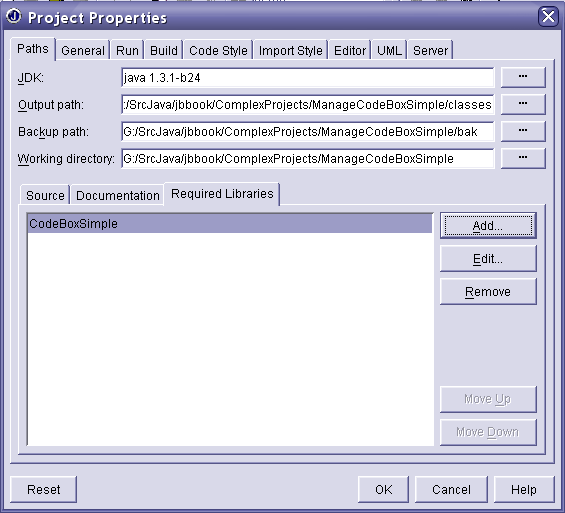 Project Properties
Paths General Run Build Code Style Import Style Editor UML Server
JDK: java 1.3.1-b24 ...
Output path: :/SrcJava/jbbook/ComplexProjects/ManageCodeBoxSimple/classes ...
Backup path: G:/SrcJava/jbbook/ComplexProjects/ManageCodeBoxSimple/bak ...
Working directory: G:/SrcJava/jbbook/ComplexProjects/ManageCodeBoxSimple ...
Source Documentation Required Libraries
CodeBoxSimple Add...
Edit...
Remove
Move Up
Move Down
Reset OK Cancel Help